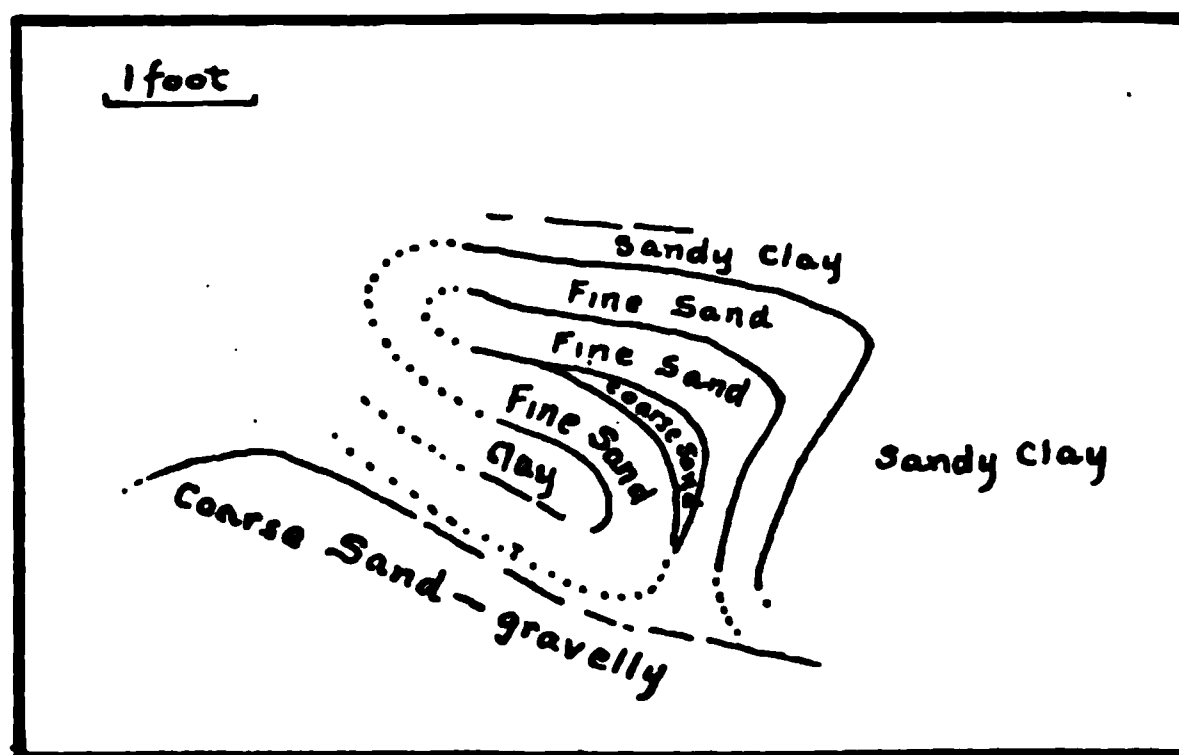 1 foot
Sandy Clay
Fine Sand
Fine Sand
Coarse Sand
Fine Sand
Clay
Sandy Clay
Coarse Sand - gravelly
?